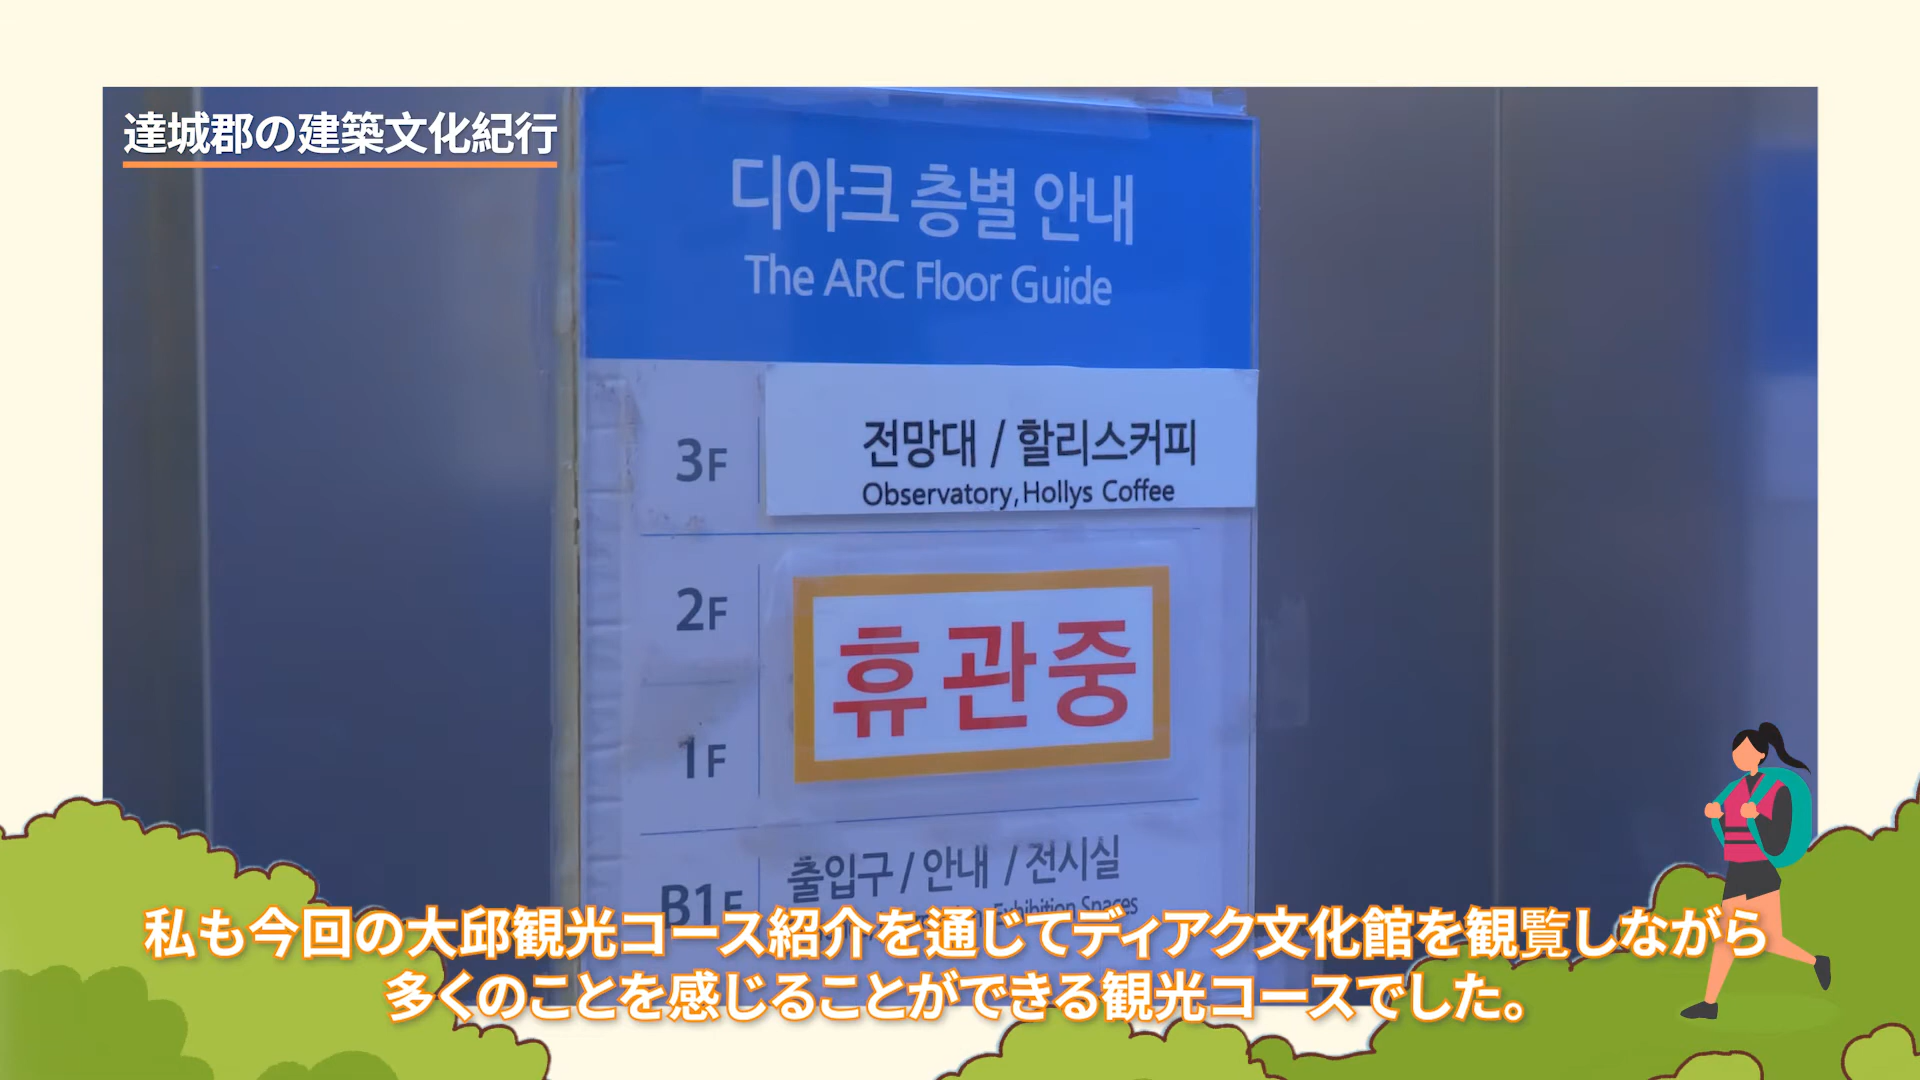 達城郡の建築文化紀行
디아크 층별 안내
The ARC Floor Guide
3F
전망대 / 할리스커피
Observatory,Hollys Coffee
2F
휴관중
1F
B1F
출입구 / 안내 / 전시실
Exhibition Spaces
私も今回の大邱観光コース紹介を通じてディアク文化館を観覧しながら
多くのことを感じることができる観光コースでした。